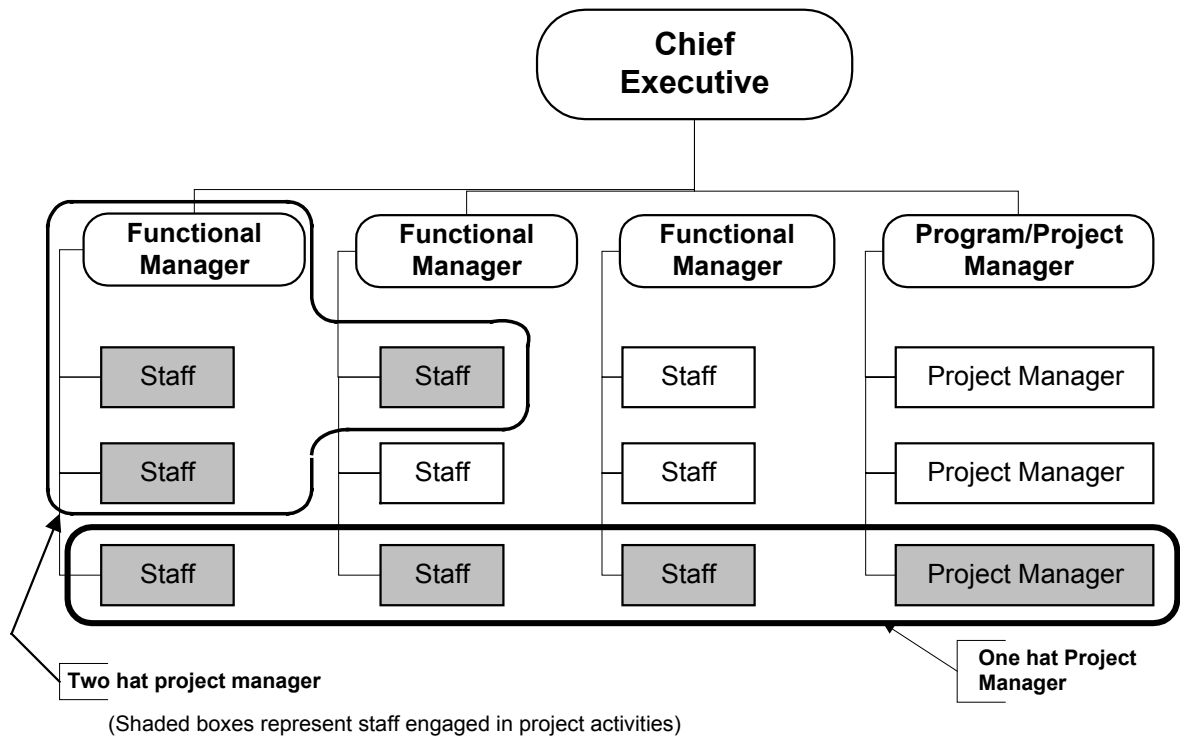 Chief
Executive
Functional
Manager
Functional
Manager
Functional
Manager
Program/Project
Manager
Staff
Staff
Staff
Project Manager
Staff
Staff
Staff
Project Manager
Staff
Staff
Staff
Project Manager
Two hat project manager
One hat Project
Manager
(Shaded boxes represent staff engaged in project activities)